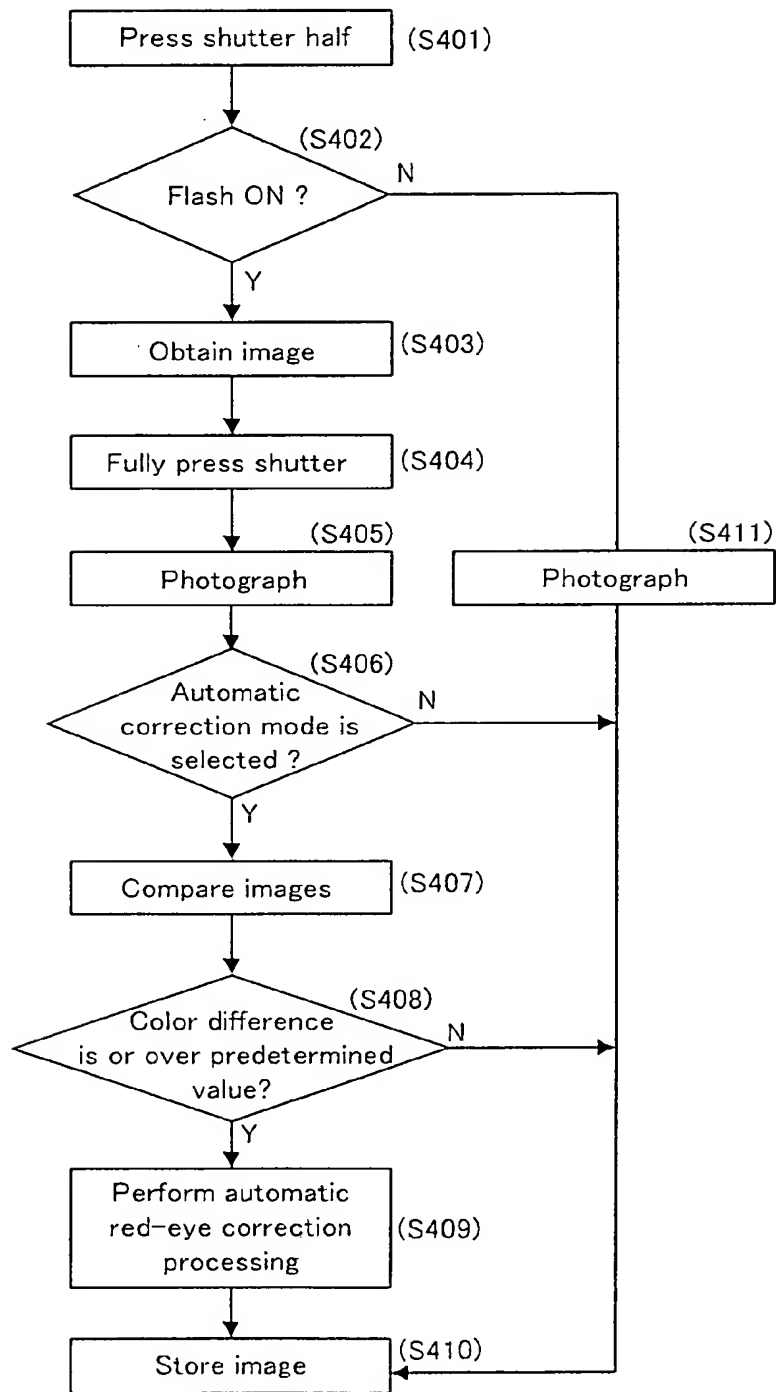 Press shutter half
(S401)
(S402)
Flash ON ?
N
Y
Obtain image
(S403)
Fully press shutter
(S404)
(S405)
Photograph
(S411)
Photograph
(S406)
Automatic
correction mode is
selected ?
N
Y
Compare images
(S407)
(S408)
Color difference
is or over predetermined
value?
N
Y
Perform automatic
red-eye correction
processing
(S409)
(S410)
Store image